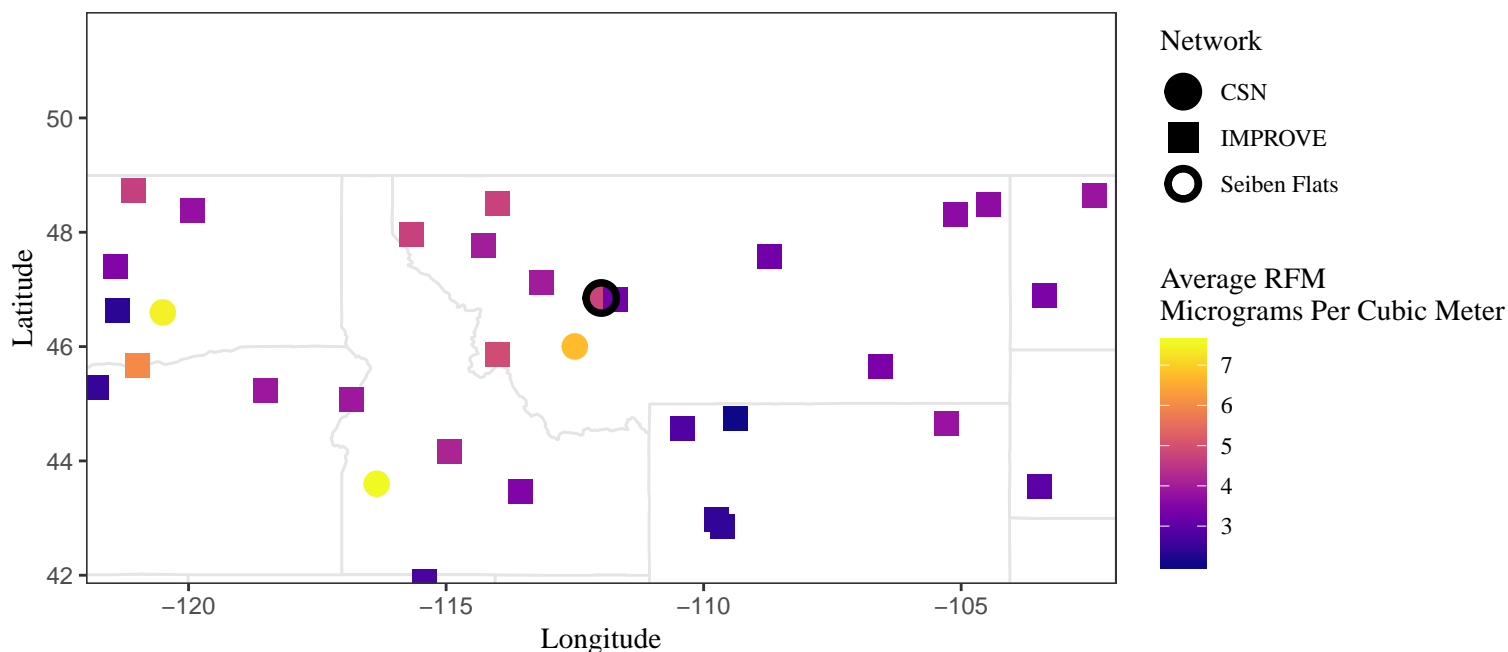 50
48
46
44
42
Latitude
−120
−115
−110
−105
Longitude
Network
CSN
IMPROVE
Seiben Flats
Average RFM
Micrograms Per Cubic Meter
7
6
5
4
3